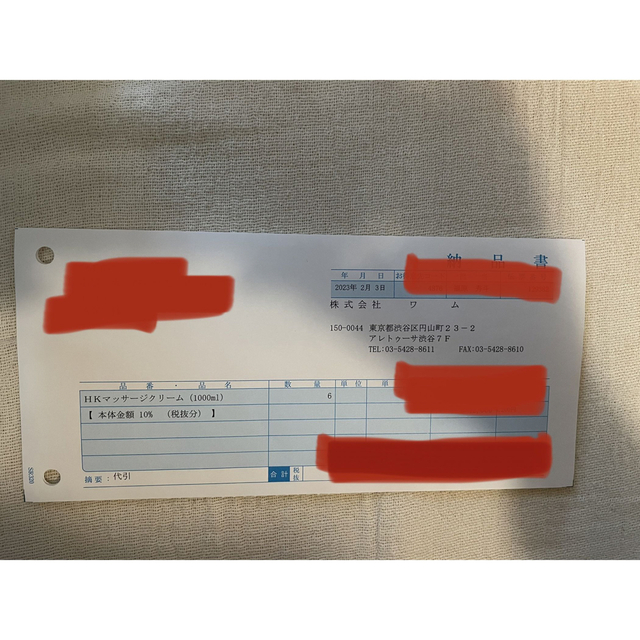 納品書
年月日 お
2023年 2月 3日
株式会社 ワム
150-0044 東京都渋谷区円山町２３－２
アレトゥーサ渋谷７Ｆ
TEL:03-5428-8611 FAX:03-5428-8610
品番・品名 数量 単位 単
ＨＫマッサージクリーム (1000ml) 6
【 本体金額 10% （税抜分） 】
摘要： 代引 合計 税抜